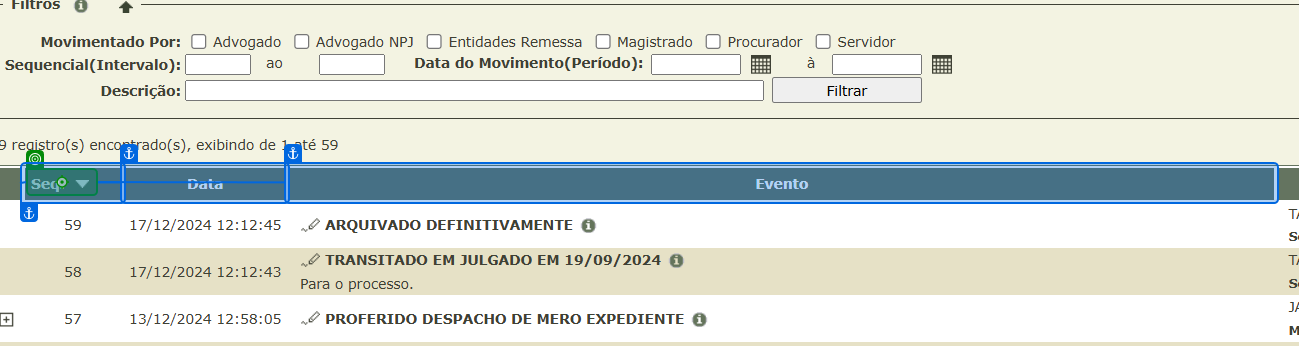 Filtros
Movimentado Por: Advogado Advogado NPJ Entidades Remessa Magistrado Procurador Servidor
Sequencial(Intervalo): ao Data do Movimento(Período): à
Descrição: Filtrar
9 registro(s) encontrado(s), exibindo de 1 até 59
Seq. Data Evento
59 17/12/2024 12:12:45 ARQUIVADO DEFINITIVAMENTE
58 17/12/2024 12:12:43 TRANSITADO EM JULGADO EM 19/09/2024
Para o processo.
57 13/12/2024 12:58:05 PROFERIDO DESPACHO DE MERO EXPEDIENTE